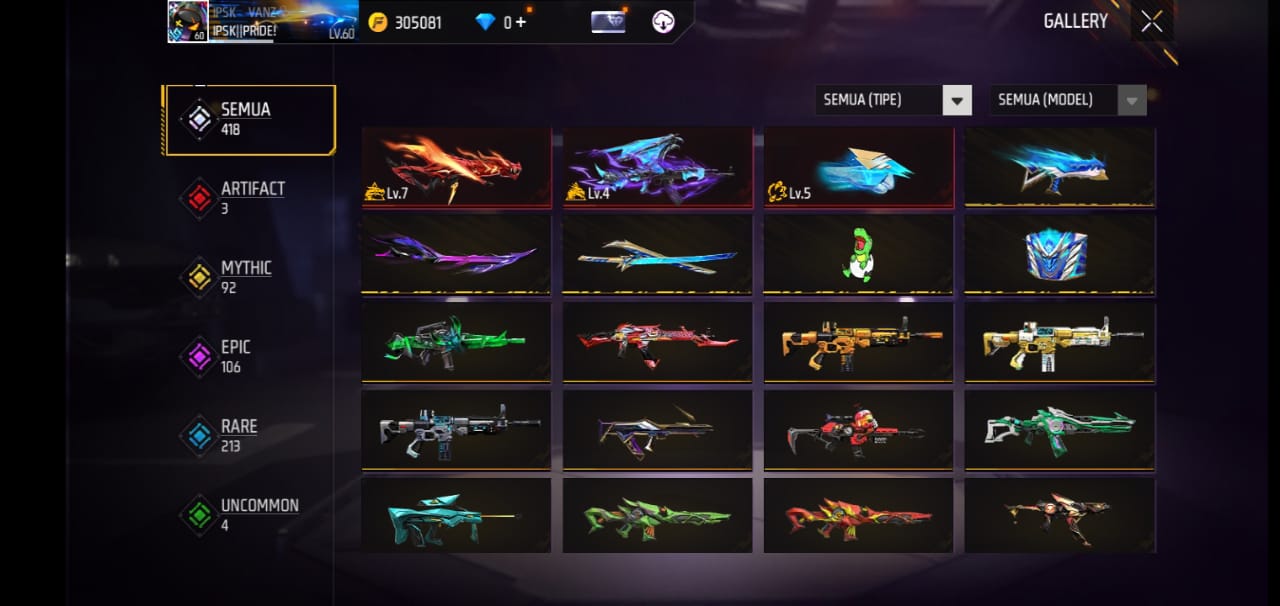 IPSK VANZ
IPSK||PRIDE!
60
LV.60
305081
0 +
GALLERY
SEMUA
418
ARTIFACT
3
MYTHIC
92
EPIC
106
RARE
213
UNCOMMON
4
SEMUA (TIPE)
SEMUA (MODEL)
Lv.7
Lv.4
Lv.5